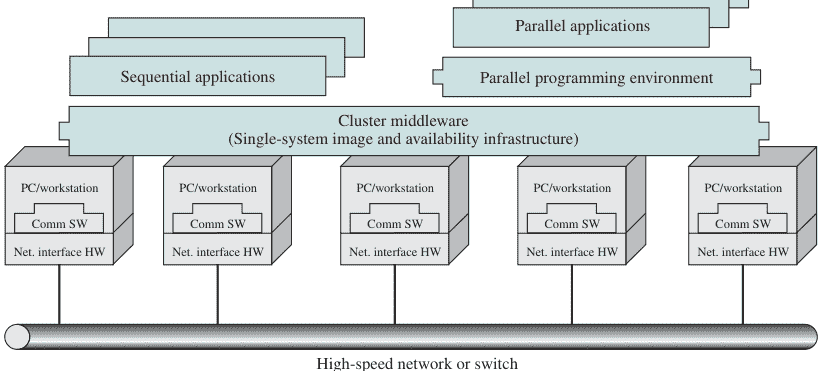 Parallel applications
Sequential applications
Parallel programming environment
Cluster middleware
(Single-system image and availability infrastructure)
PC/workstation
Comm SW
Net. interface HW
PC/workstation
Comm SW
Net. interface HW
PC/workstation
Comm SW
Net. interface HW
PC/workstation
Comm SW
Net. interface HW
PC/workstation
Comm SW
Net. interface HW
High-speed network or switch